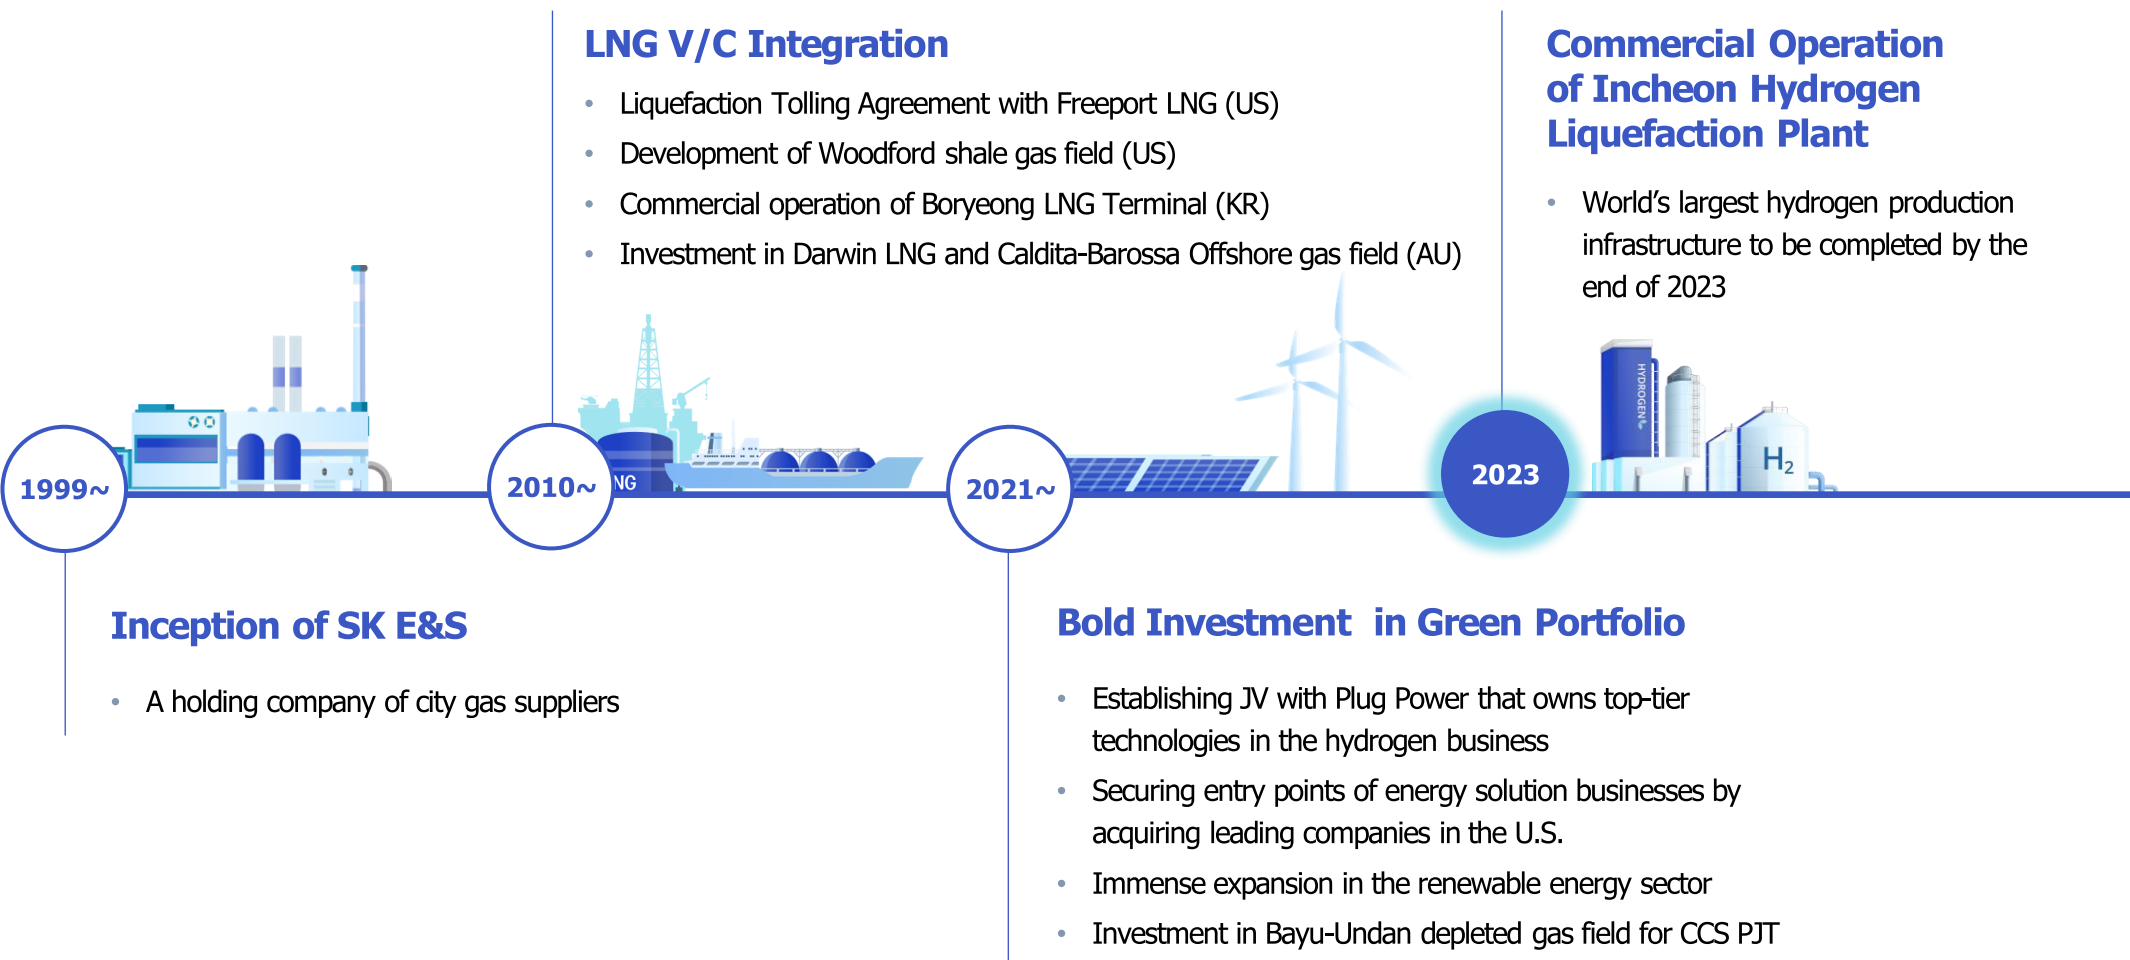 LNG V/C Integration
• Liquefaction Tolling Agreement with Freeport LNG (US)
• Development of Woodford shale gas field (US)
• Commercial operation of Boryeong LNG Terminal (KR)
• Investment in Darwin LNG and Caldita-Barossa Offshore gas field (AU)
Commercial Operation
of Incheon Hydrogen
Liquefaction Plant
• World’s largest hydrogen production
infrastructure to be completed by the
end of 2023
HYDROGEN
H₂
1999~
2010~
NG
2021~
2023
Inception of SK E&S
• A holding company of city gas suppliers
Bold Investment in Green Portfolio
• Establishing JV with Plug Power that owns top-tier
technologies in the hydrogen business
• Securing entry points of energy solution businesses by
acquiring leading companies in the U.S.
• Immense expansion in the renewable energy sector
• Investment in Bayu-Undan depleted gas field for CCS PJT